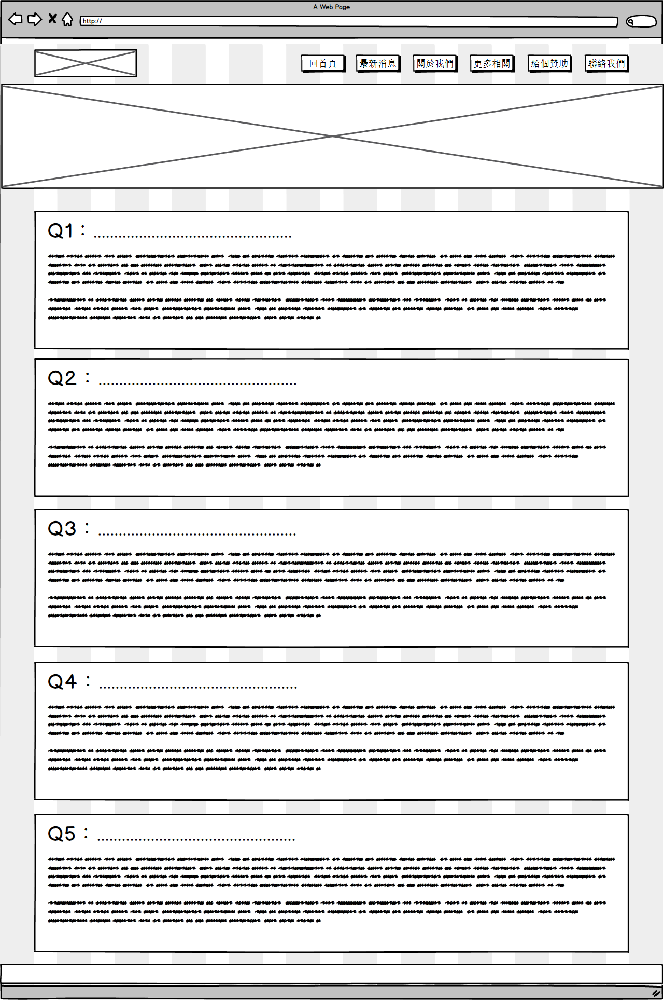 A Web Page
http://
回首頁 最新消息 關於我們 更多相關 給個贊助 聯絡我們
Q1：................................................
Q2：................................................
Q3：................................................
Q4：................................................
Q5：................................................